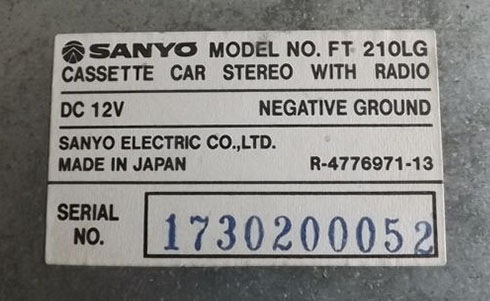 SANYO MODEL NO. FT 210LG
CASSETTE CAR STEREO WITH RADIO
DC 12V NEGATIVE GROUND
SANYO ELECTRIC CO.,LTD.
MADE IN JAPAN R-4776971-13
SERIAL NO. 1730200052